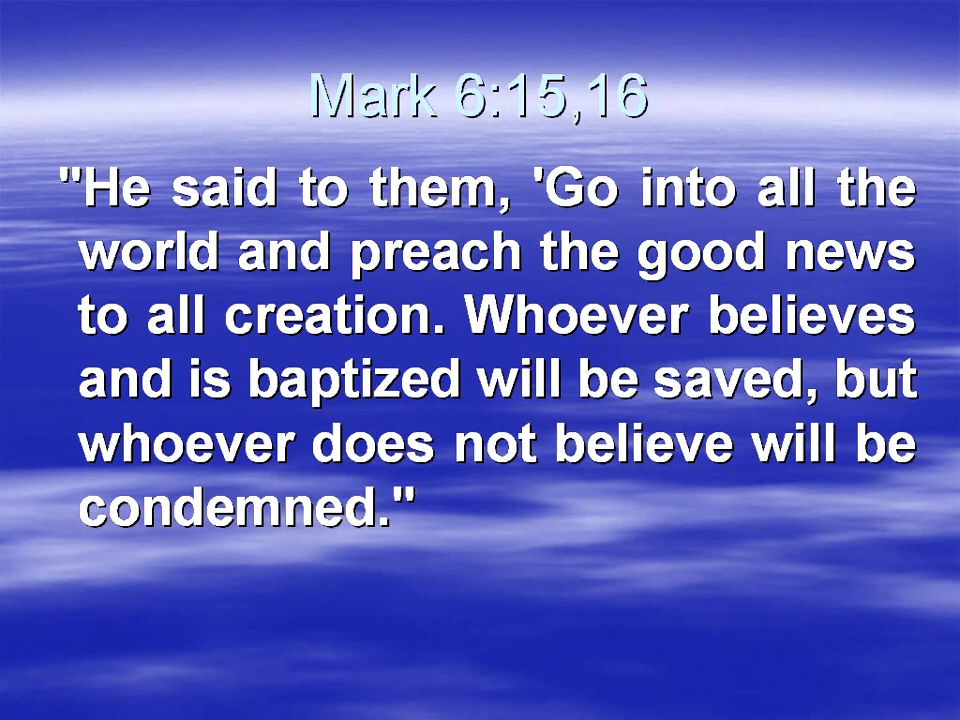 Mark 6:15,16
"He said to them, 'Go into all the
world and preach the good news
to all creation. Whoever believes
and is baptized will be saved, but
whoever does not believe will be
condemned."